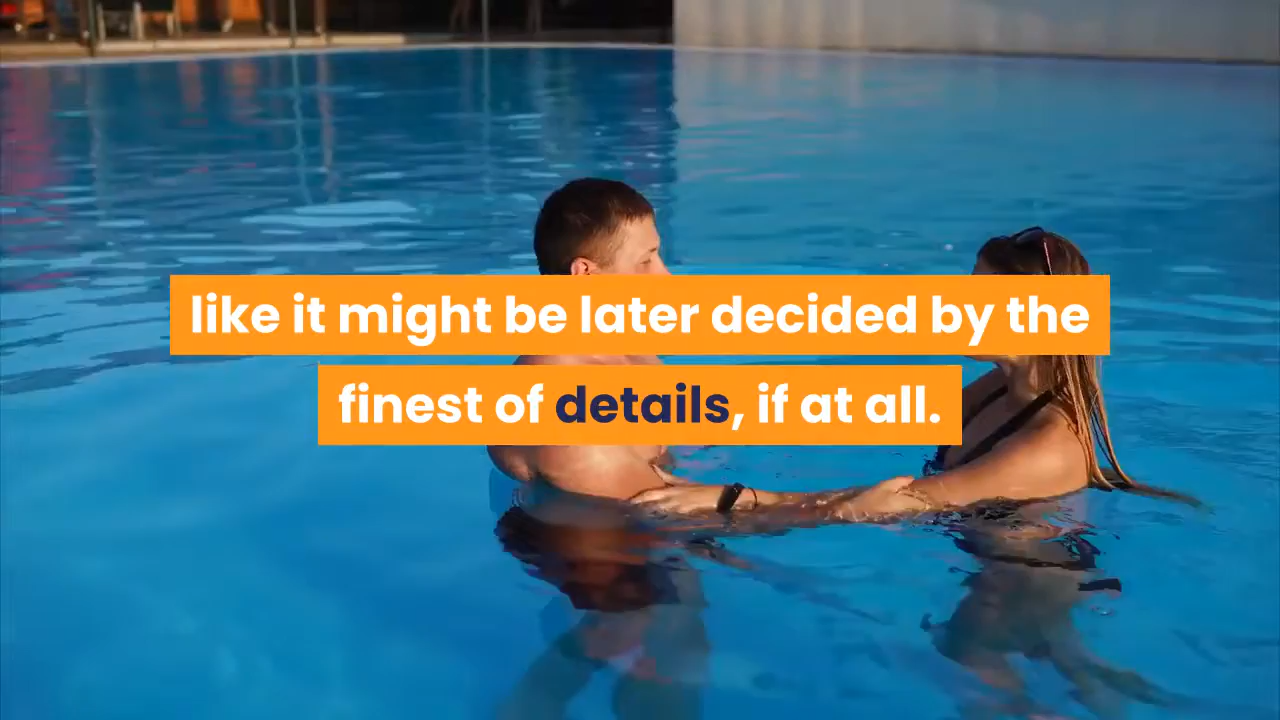 like it might be later decided by the
finest of details, if at all.